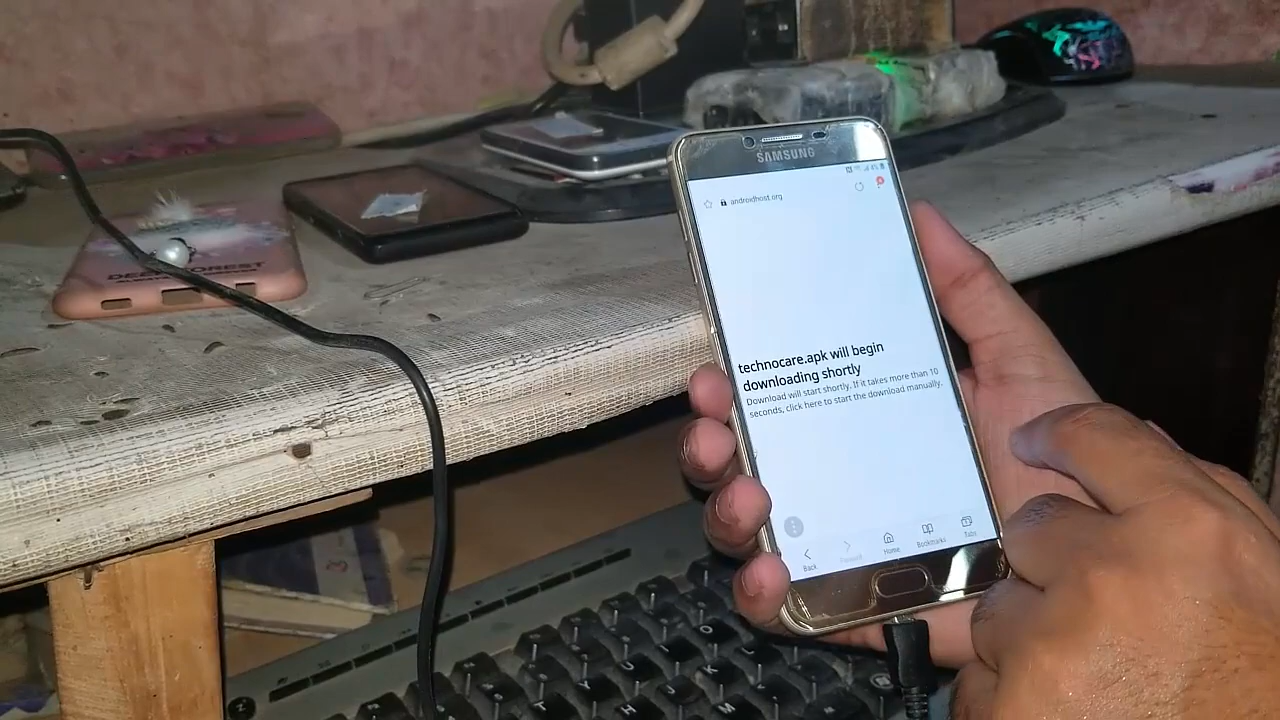 SAMSUNG
androidhost.org
technocare.apk will begin
downloading shortly
Download will start shortly. If it takes more than 10
seconds, click here to start the download manually.
Back
Forward
Home
Bookmarks
Tabs